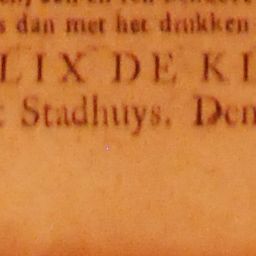 s dan met het drukken
LIX DE KI
t Stadhuys. Den